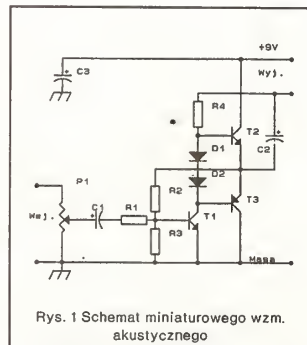 +9V
C3
Wyj.
R4
T2
C2
D1
D2
P1
R2
T3
C1
R1
Wej.
T1
R3
Masa
Rys. 1 Schemat miniaturowego wzm.
akustycznego